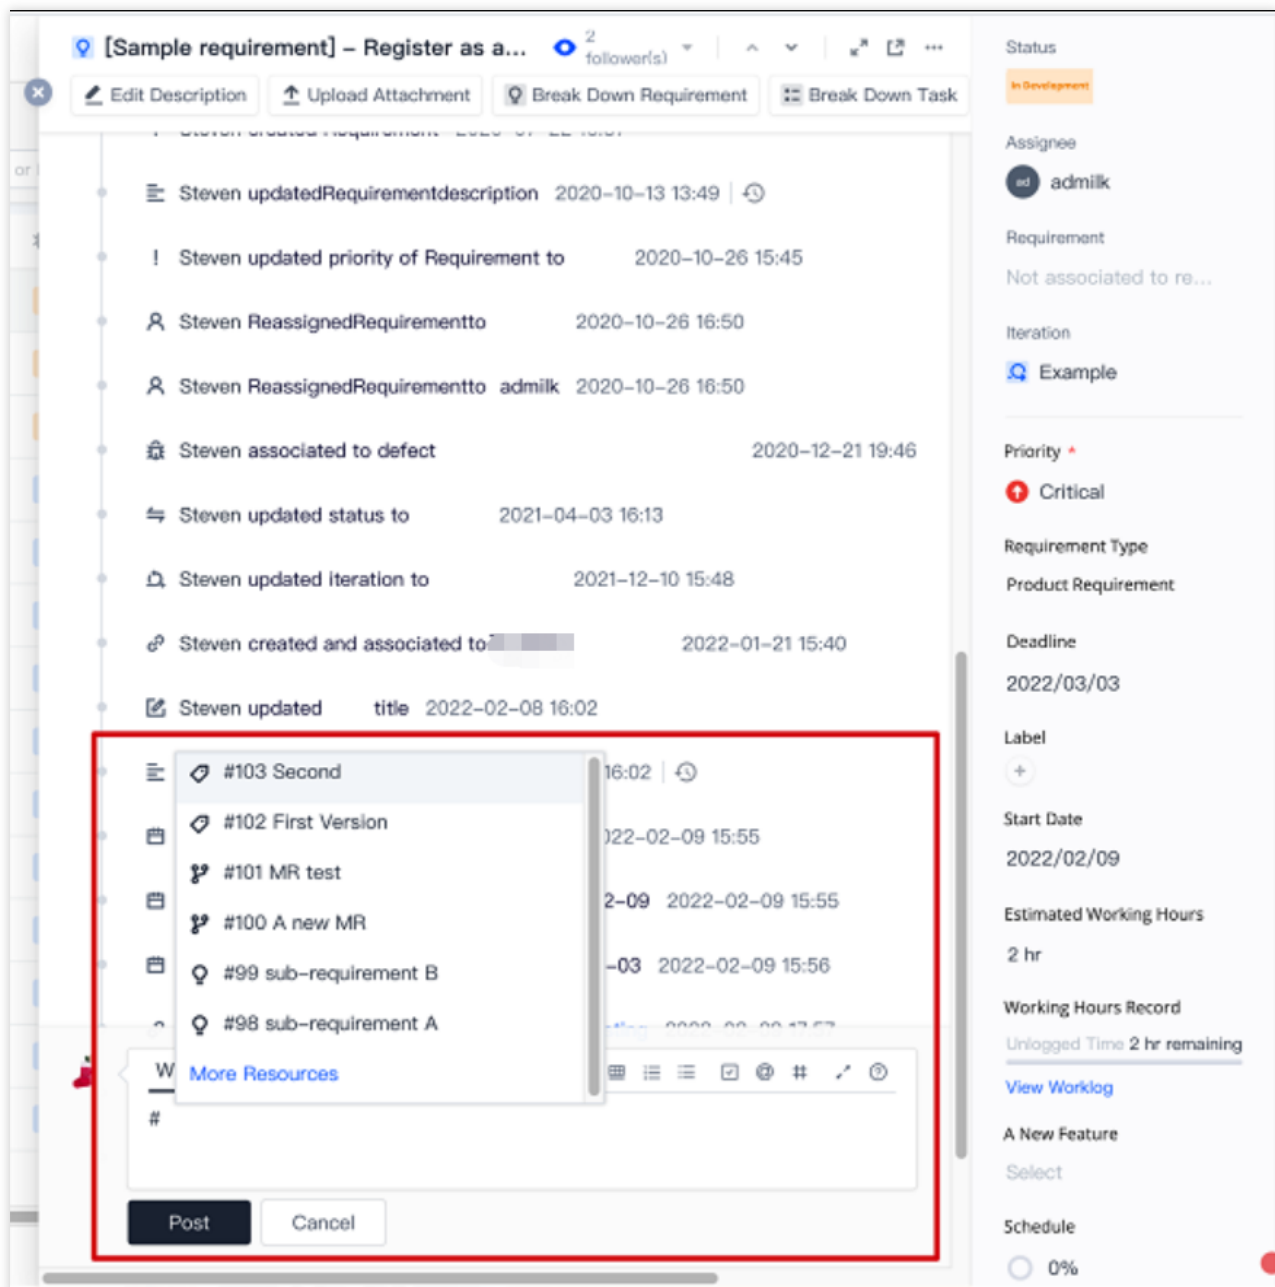 [Sample requirement] – Register as a...
2 follower(s)
Edit Description
Upload Attachment
Break Down Requirement
Break Down Task
or
Steven created Requirement
Steven updatedRequirementdescription 2020-10-13 13:49
Steven updated priority of Requirement to 2020-10-26 15:45
Steven ReassignedRequirementto 2020-10-26 16:50
Steven ReassignedRequirementto admilk 2020-10-26 16:50
Steven associated to defect 2020-12-21 19:46
Steven updated status to 2021-04-03 16:13
Steven updated iteration to 2021-12-10 15:48
Steven created and associated to 2022-01-21 15:40
Steven updated title 2022-02-08 16:02
#103 Second
16:02
#102 First Version
022-02-09 15:55
#101 MR test
2-09 2022-02-09 15:55
#100 A new MR
#99 sub-requirement B
-03 2022-02-09 15:56
#98 sub-requirement A
More Resources
W
#
Post
Cancel
Status
In Development
Assignee
ad
admilk
Requirement
Not associated to re...
Iteration
Example
Priority *
Critical
Requirement Type
Product Requirement
Deadline
2022/03/03
Label
+
Start Date
2022/02/09
Estimated Working Hours
2 hr
Working Hours Record
Unlogged Time 2 hr remaining
View Worklog
A New Feature
Select
Schedule
0%